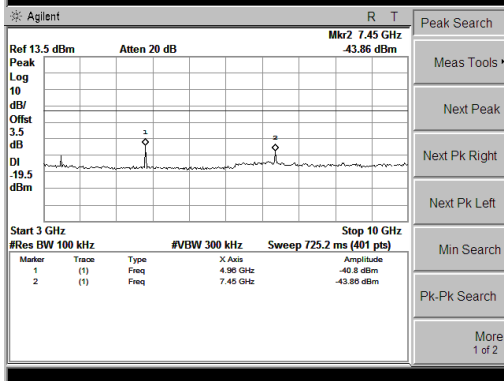 Agilent R T
Mkr2 7.45 GHz
Ref 13.5 dBm Atten 20 dB -43.86 dBm
Peak
Log
10
dB/
Offst
3.5
dB
DI
-19.5
dBm
1
2
Start 3 GHz Stop 10 GHz
#Res BW 100 kHz #VBW 300 kHz Sweep 725.2 ms (401 pts)
Marker Trace Type X Axis Amplitude
1 (1) Freq 4.96 GHz -40.8 dBm
2 (1) Freq 7.45 GHz -43.86 dBm
Peak Search
Meas Tools
Next Peak
Next Pk Right
Next Pk Left
Min Search
Pk-Pk Search
More
1 of 2